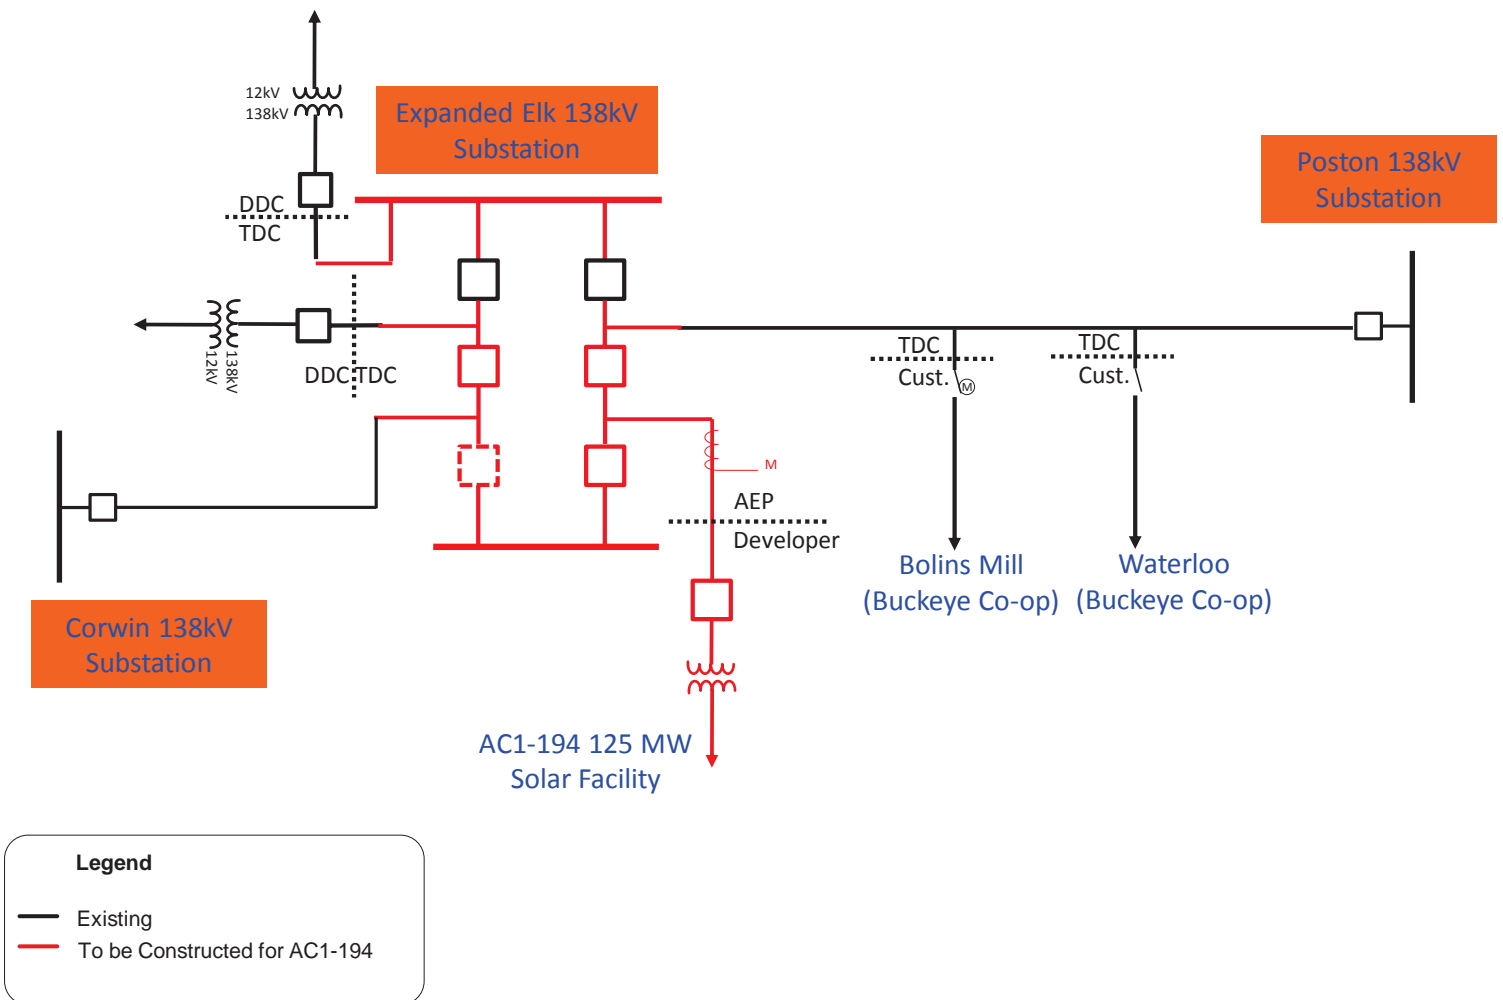 12kV
138kV
Expanded Elk 138kV
Substation
Poston 138kV
Substation
DDC
TDC
12kV
138kV
DDC TDC
TDC
Cust.
M
TDC
Cust.
M
AEP
Developer
Bolins Mill
(Buckeye Co-op)
Waterloo
(Buckeye Co-op)
Corwin 138kV
Substation
AC1-194 125 MW
Solar Facility
Legend
Existing
To be Constructed for AC1-194